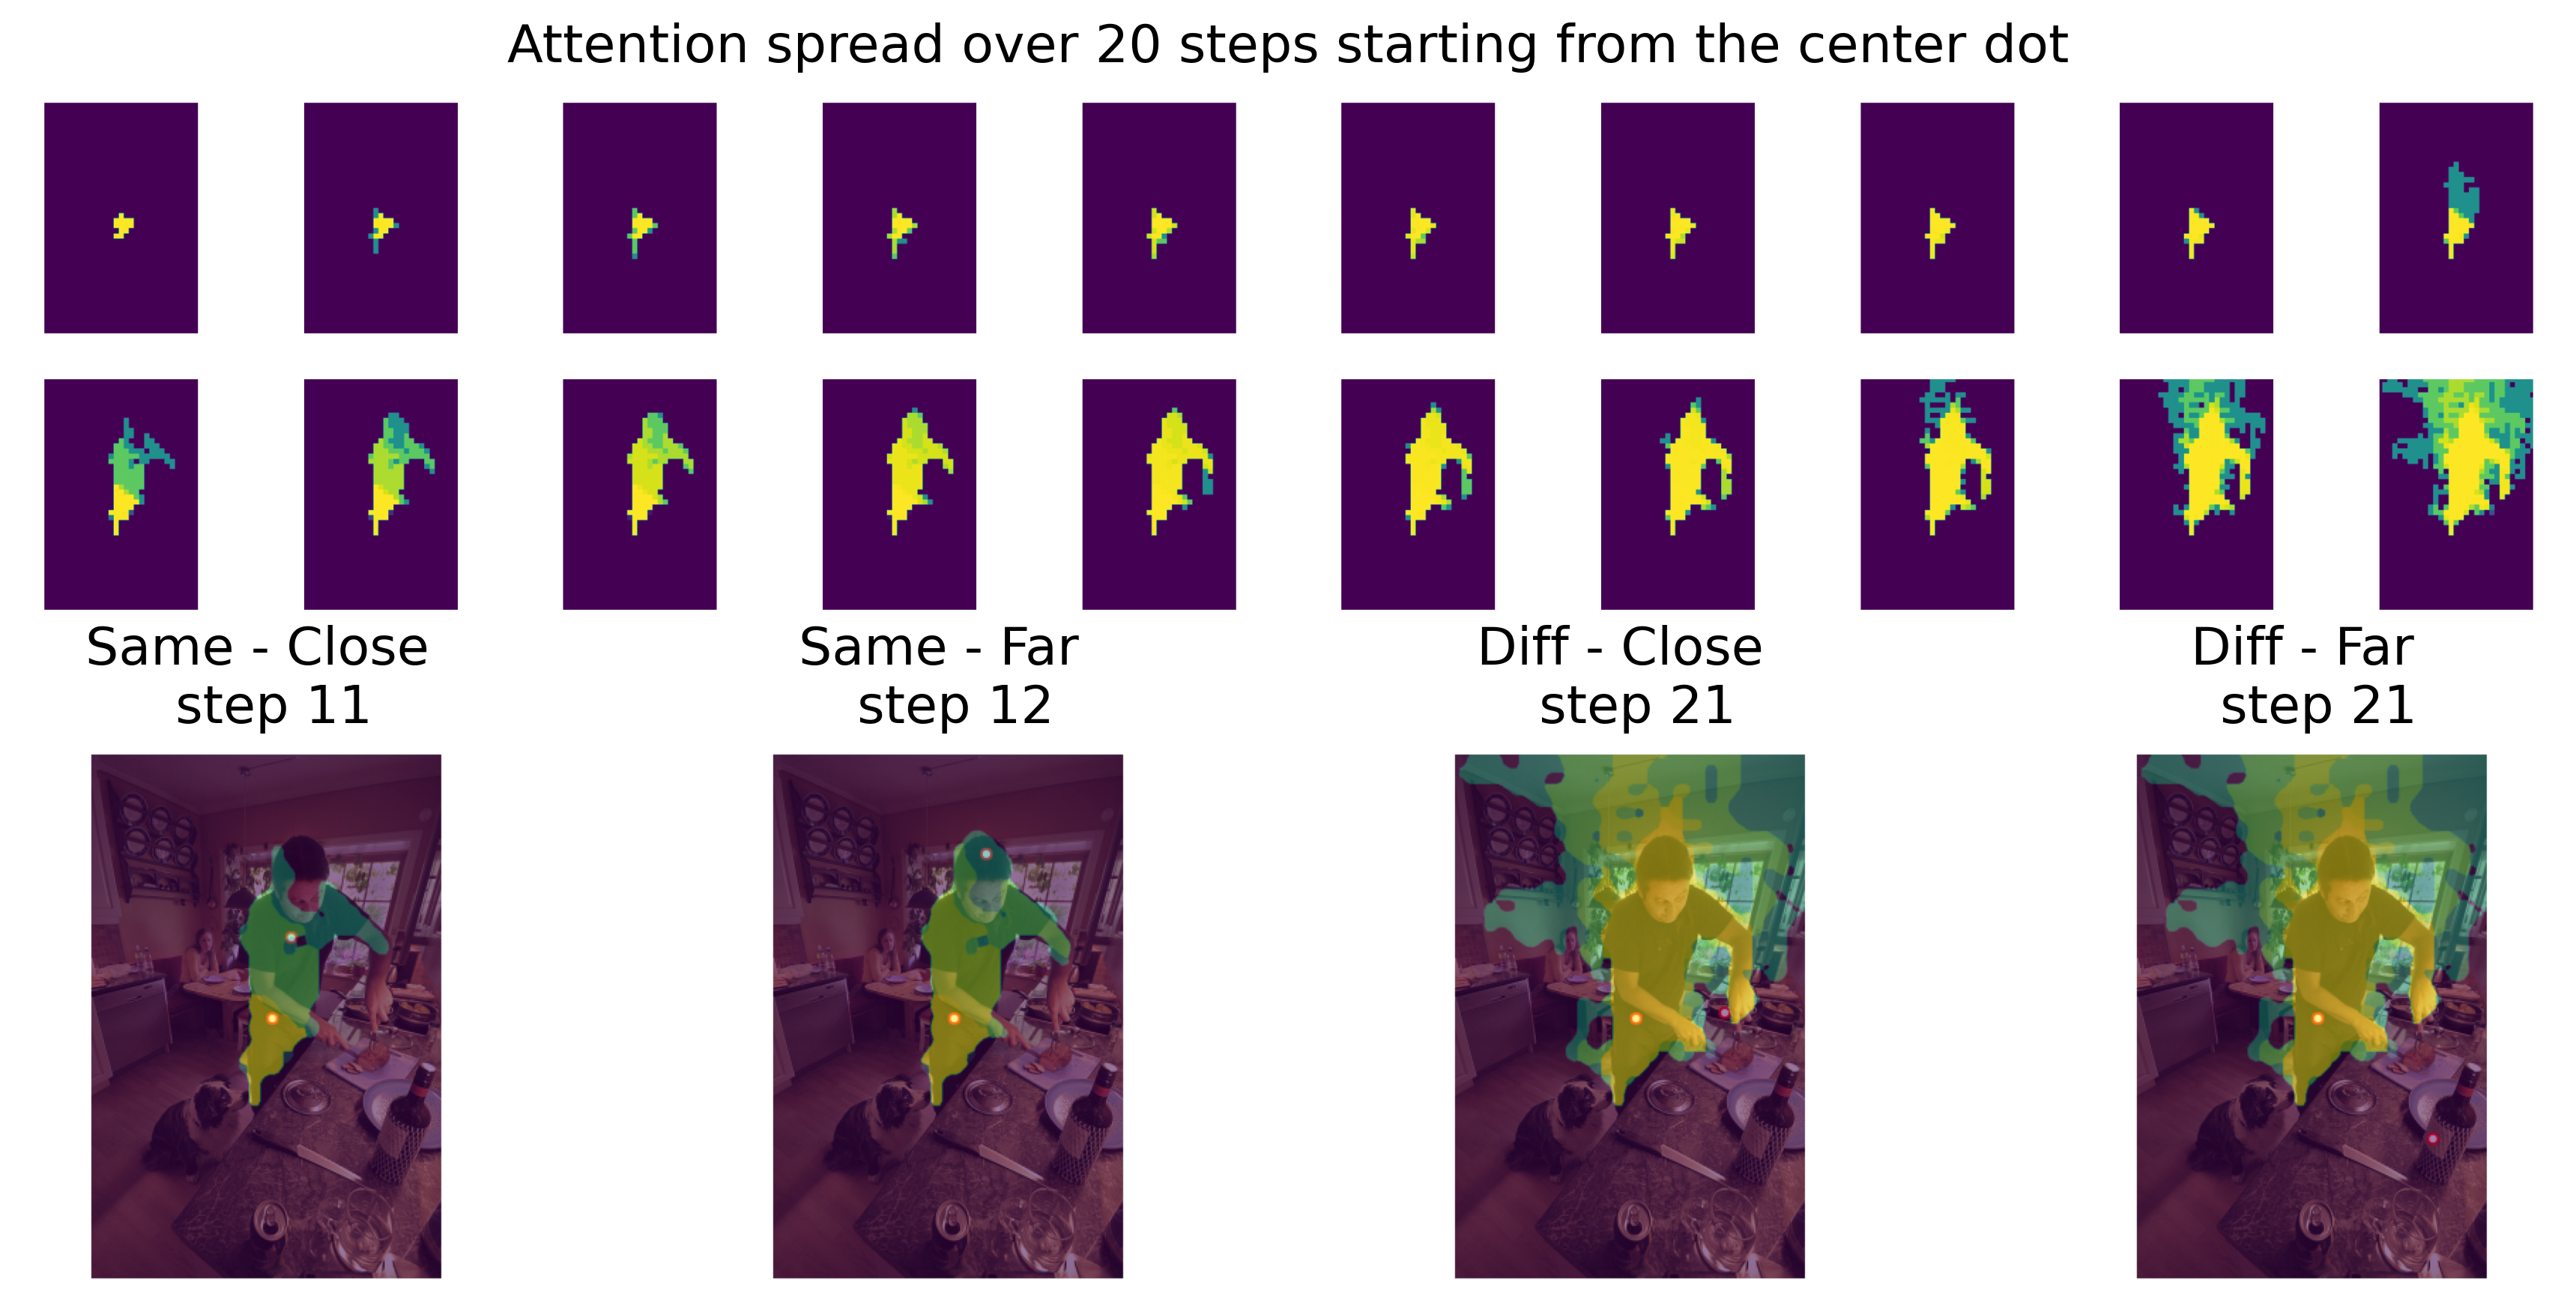 Attention spread over 20 steps starting from the center dot
Same - Close
step 11
Same - Far
step 12
Diff - Close
step 21
Diff - Far
step 21